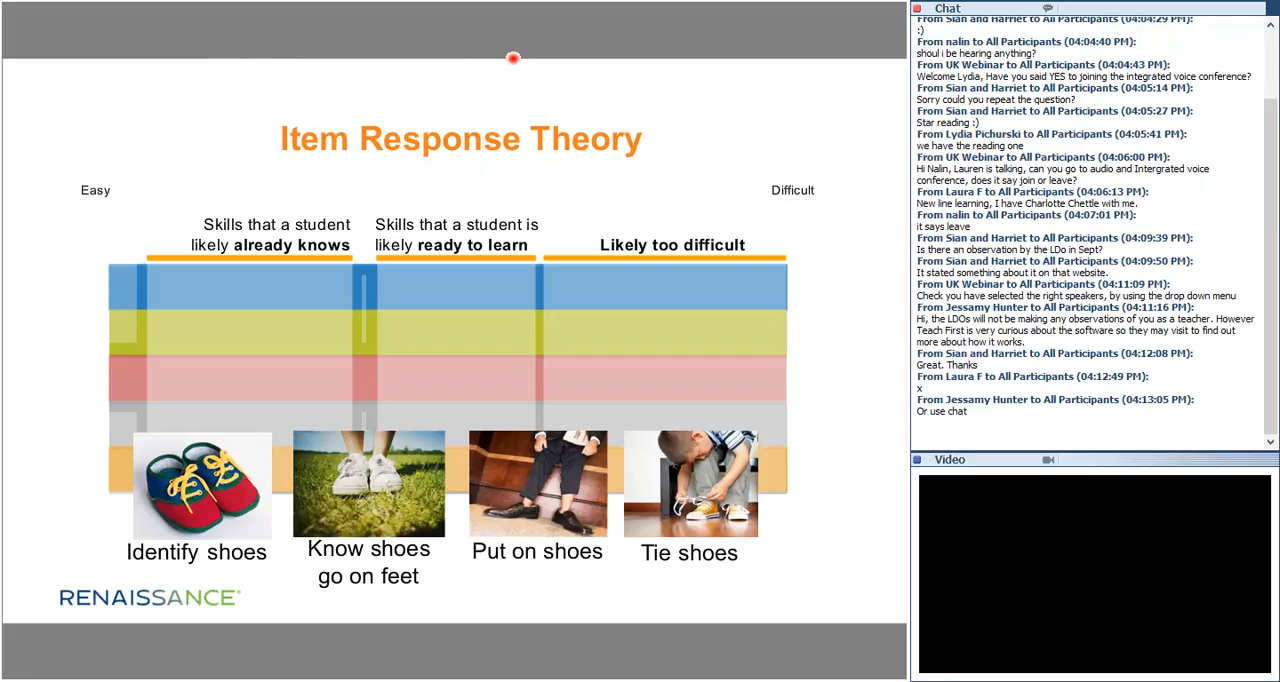 Item Response Theory
Easy
Difficult
Skills that a student
likely already knows
Skills that a student is
likely ready to learn
Likely too difficult
Identify shoes
Know shoes
go on feet
Put on shoes
Tie shoes
RENAISSANCE®
Chat
From Sian and Harriet to All Participants (04:04:29 PM):
:)
From nalin to All Participants (04:04:40 PM):
shoul i be hearing anything?
From UK Webinar to All Participants (04:04:43 PM):
Welcome Lydia, Have you said YES to joining the integrated voice conference?
From Sian and Harriet to All Participants (04:05:14 PM):
Sorry could you repeat the question?
From Sian and Harriet to All Participants (04:05:27 PM):
Star reading :)
From Lydia Pichurski to All Participants (04:05:41 PM):
we have the reading one
From UK Webinar to All Participants (04:06:00 PM):
Hi Nalin, Lauren is talking, can you go to audio and Intergrated voice
conference, does it say join or leave?
From Laura F to All Participants (04:06:13 PM):
New line learning, I have Charlotte Chettle with me.
From nalin to All Participants (04:07:01 PM):
it says leave
From Sian and Harriet to All Participants (04:09:39 PM):
Is there an observation by the LDo in Sept?
From Sian and Harriet to All Participants (04:09:50 PM):
It stated something about it on that website.
From UK Webinar to All Participants (04:11:09 PM):
Check you have selected the right speakers, by using the drop down menu
From Jessamy Hunter to All Participants (04:11:16 PM):
Hi, the LDOs will not be making any observations of you as a teacher. However
Teach First is very curious about the software so they may visit to find out
more about how it works.
From Sian and Harriet to All Participants (04:12:08 PM):
Great. Thanks
From Laura F to All Participants (04:12:49 PM):
x
From Jessamy Hunter to All Participants (04:13:05 PM):
Or use chat
Video